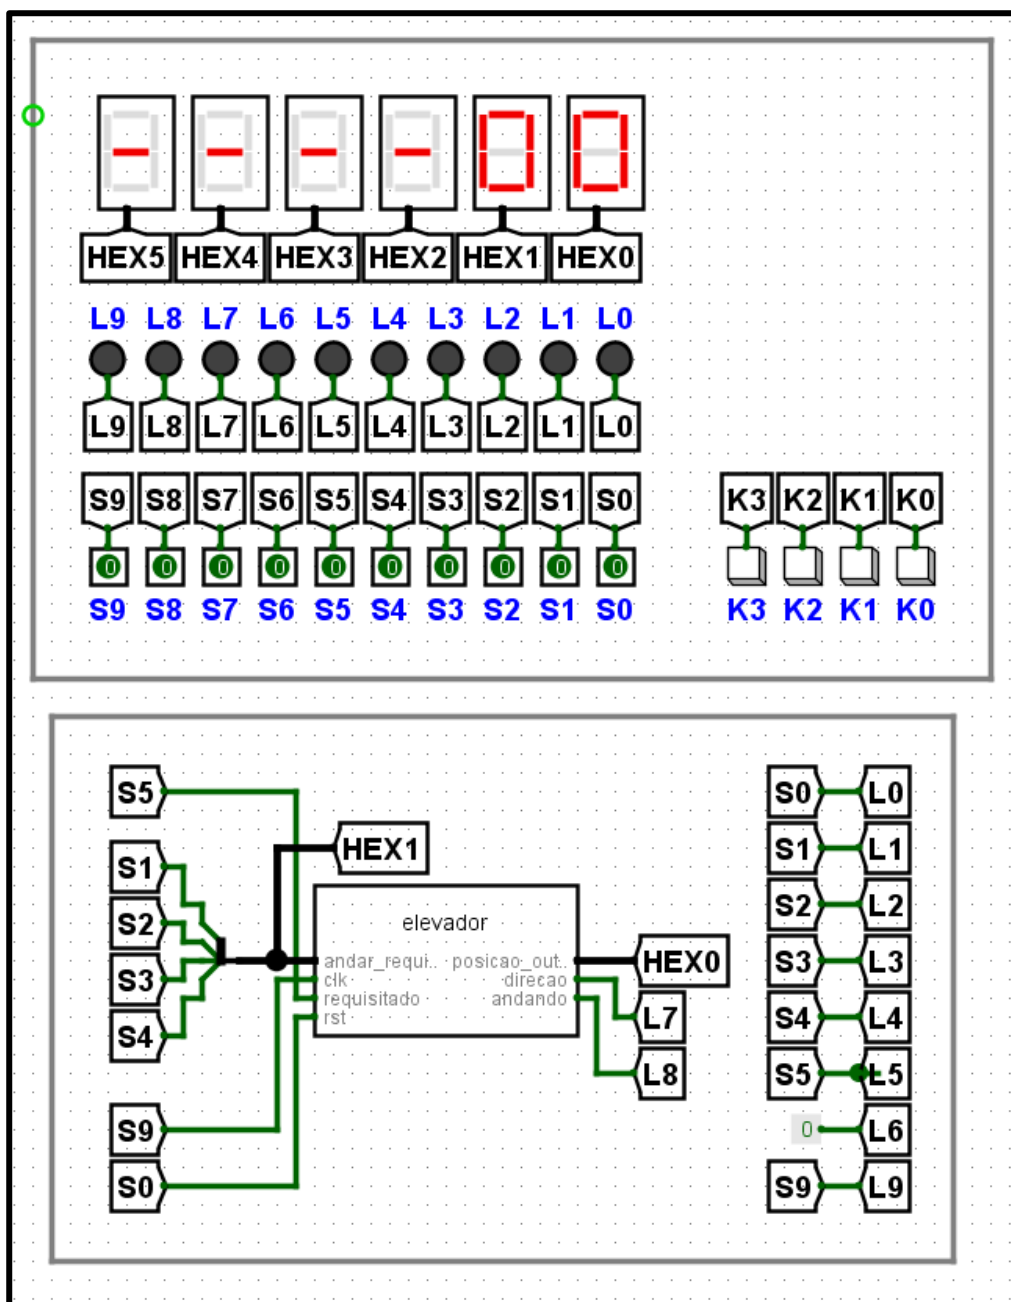 00
HEX5 HEX4 HEX3 HEX2 HEX1 HEX0
L9 L8 L7 L6 L5 L4 L3 L2 L1 L0
L9 L8 L7 L6 L5 L4 L3 L2 L1 L0
S9 S8 S7 S6 S5 S4 S3 S2 S1 S0 K3 K2 K1 K0
0 0 0 0 0 0 0 0 0 0
S9 S8 S7 S6 S5 S4 S3 S2 S1 S0 K3 K2 K1 K0
S5
S1
S2
S3
S4
S9
S0
HEX1
elevador
andar_requi.. posicao_out..
clk direcao
requisitado andando
rst
HEX0
L7
L8
S0 L0
S1 L1
S2 L2
S3 L3
S4 L4
S5 L5
0 L6
S9 L9